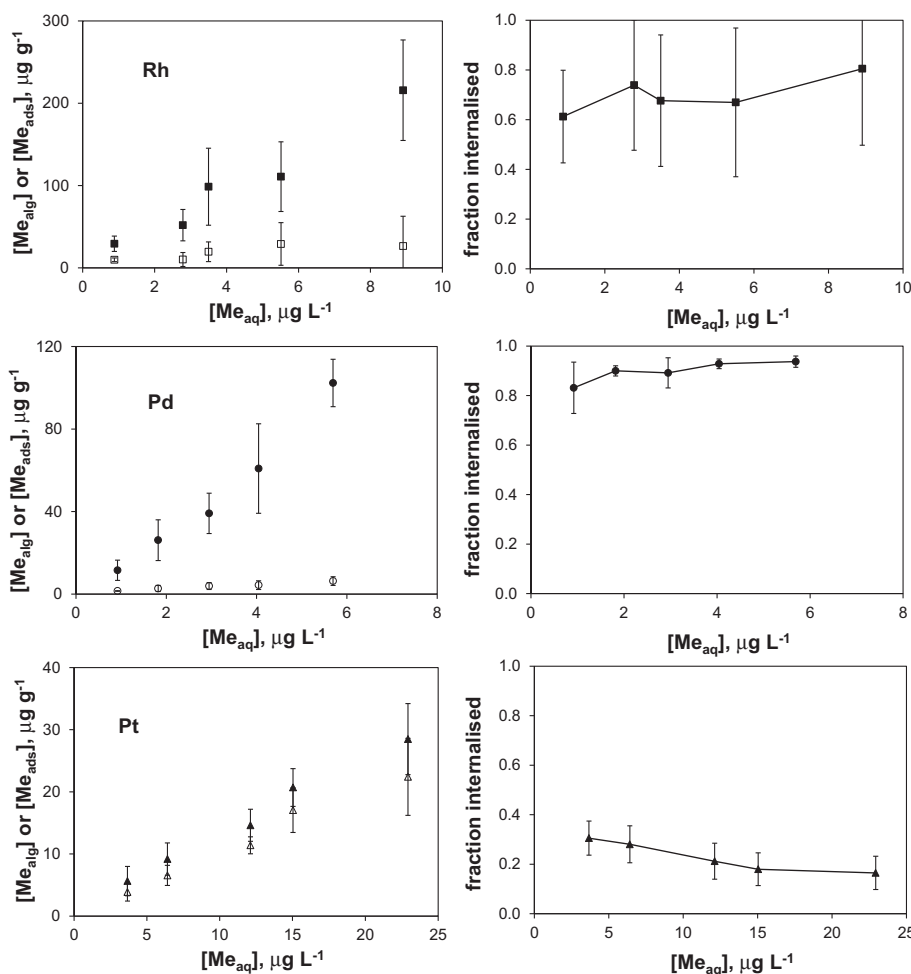 [Me_alg] or [Me_ads], µg g⁻¹
300
200
100
0
Rh
0 2 4 6 8 10
[Me_aq], µg L⁻¹
fraction internalised
1.0
0.8
0.6
0.4
0.2
0.0
0 2 4 6 8 10
[Me_aq], µg L⁻¹
[Me_alg] or [Me_ads], µg g⁻¹
120
80
40
0
Pd
0 2 4 6 8
[Me_aq], µg L⁻¹
fraction internalised
1.0
0.8
0.6
0.4
0.2
0.0
0 2 4 6 8
[Me_aq], µg L⁻¹
[Me_alg] or [Me_ads], µg g⁻¹
40
30
20
10
0
Pt
0 5 10 15 20 25
[Me_aq], µg L⁻¹
fraction internalised
1.0
0.8
0.6
0.4
0.2
0.0
0 5 10 15 20 25
[Me_aq], µg L⁻¹